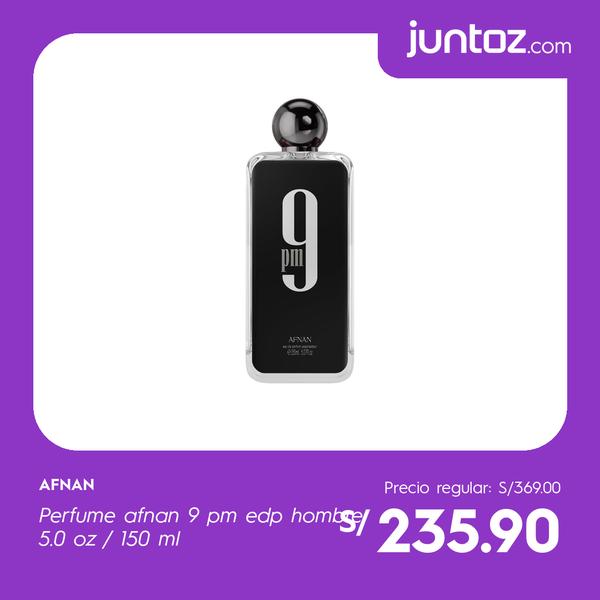 juntoz.com
9
pm
AFNAN
AFNAN
Perfume afnan 9 pm edp hombre
5.0 oz / 150 ml
Precio regular: S/369.00
S/ 235.90